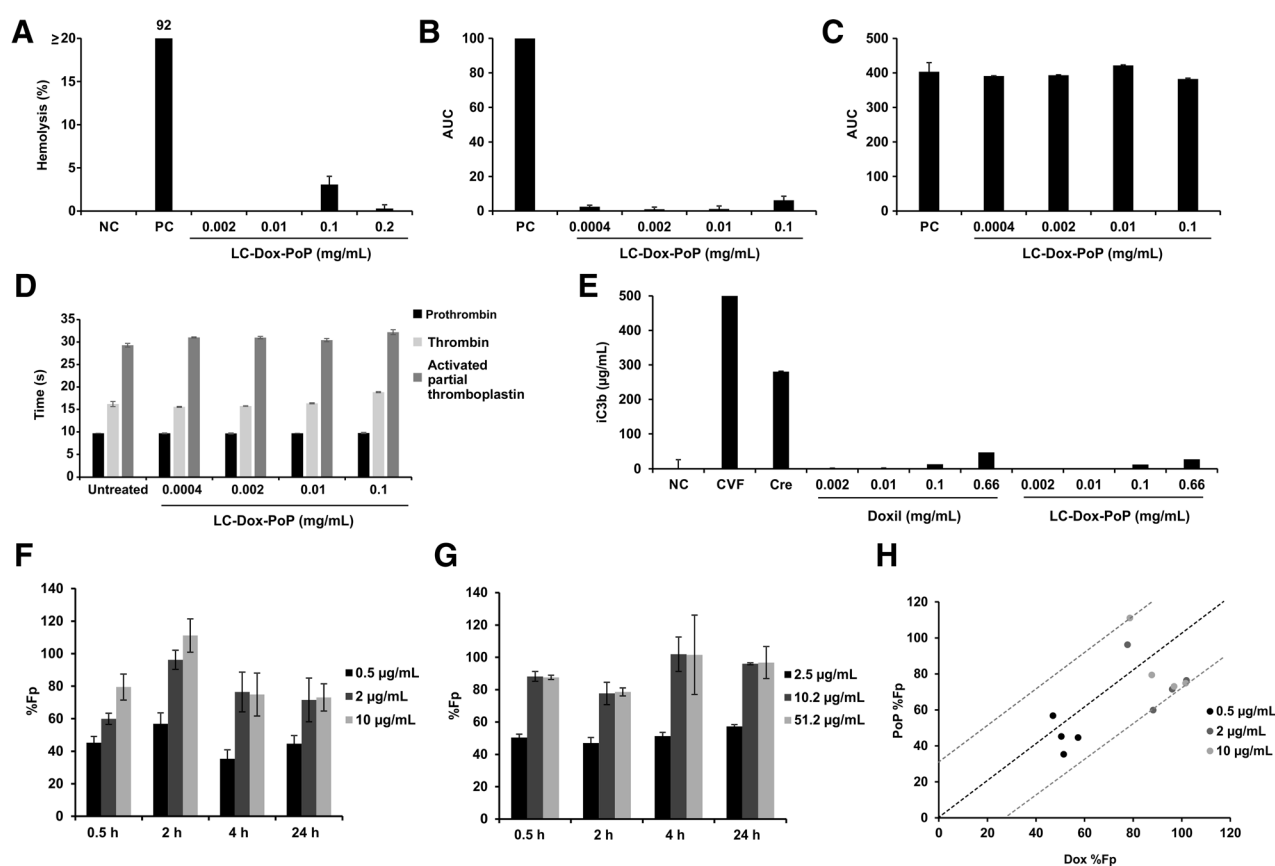 A
92
≥20
15
10
5
0
Hemolysis (%)
NC PC 0.002 0.01 0.1 0.2
LC-Dox-PoP (mg/mL)
B
100
80
60
40
20
0
AUC
PC 0.0004 0.002 0.01 0.1
LC-Dox-PoP (mg/mL)
C
500
400
300
200
100
0
AUC
PC 0.0004 0.002 0.01 0.1
LC-Dox-PoP (mg/mL)
D
35
30
25
20
15
10
5
0
Time (s)
Untreated 0.0004 0.002 0.01 0.1
LC-Dox-PoP (mg/mL)
Prothrombin
Thrombin
Activated
partial
thromboplastin
E
500
400
300
200
100
0
iC3b (µg/mL)
NC CVF Cre 0.002 0.01 0.1 0.66 0.002 0.01 0.1 0.66
Doxil (mg/mL) LC-Dox-PoP (mg/mL)
F
140
120
100
80
60
40
20
0
%Fp
0.5 h 2 h 4 h 24 h
0.5 µg/mL
2 µg/mL
10 µg/mL
G
140
120
100
80
60
40
20
0
%Fp
0.5 h 2 h 4 h 24 h
2.5 µg/mL
10.2 µg/mL
51.2 µg/mL
H
120
100
80
60
40
20
0
PoP %Fp
0 20 40 60 80 100 120
Dox %Fp
0.5 µg/mL
2 µg/mL
10 µg/mL